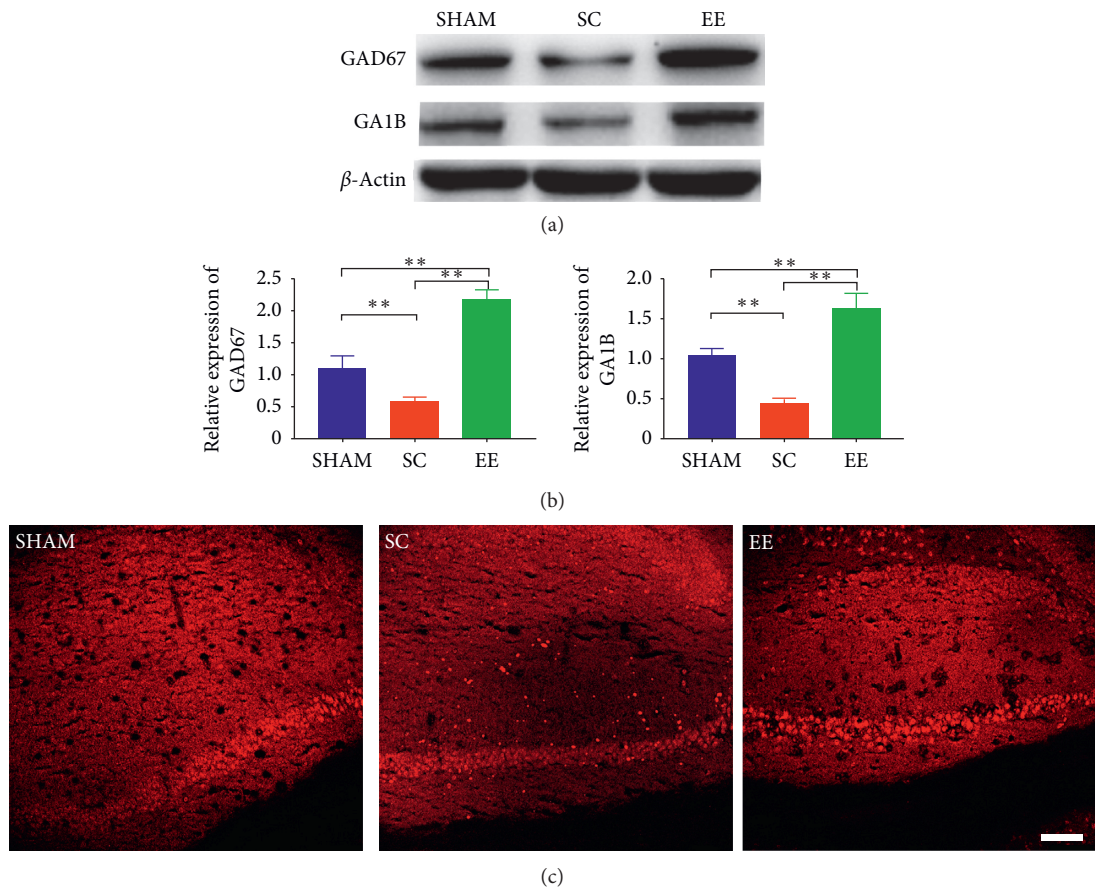 SHAM SC EE
GAD67
GA1B
β-Actin
(a)
Relative expression of
GAD67
2.5
2.0
1.5
1.0
0.5
0
** ** **
SHAM SC EE
Relative expression of
GA1B
2.0
1.5
1.0
0.5
0
** ** **
SHAM SC EE
(b)
SHAM
SC
EE
(c)